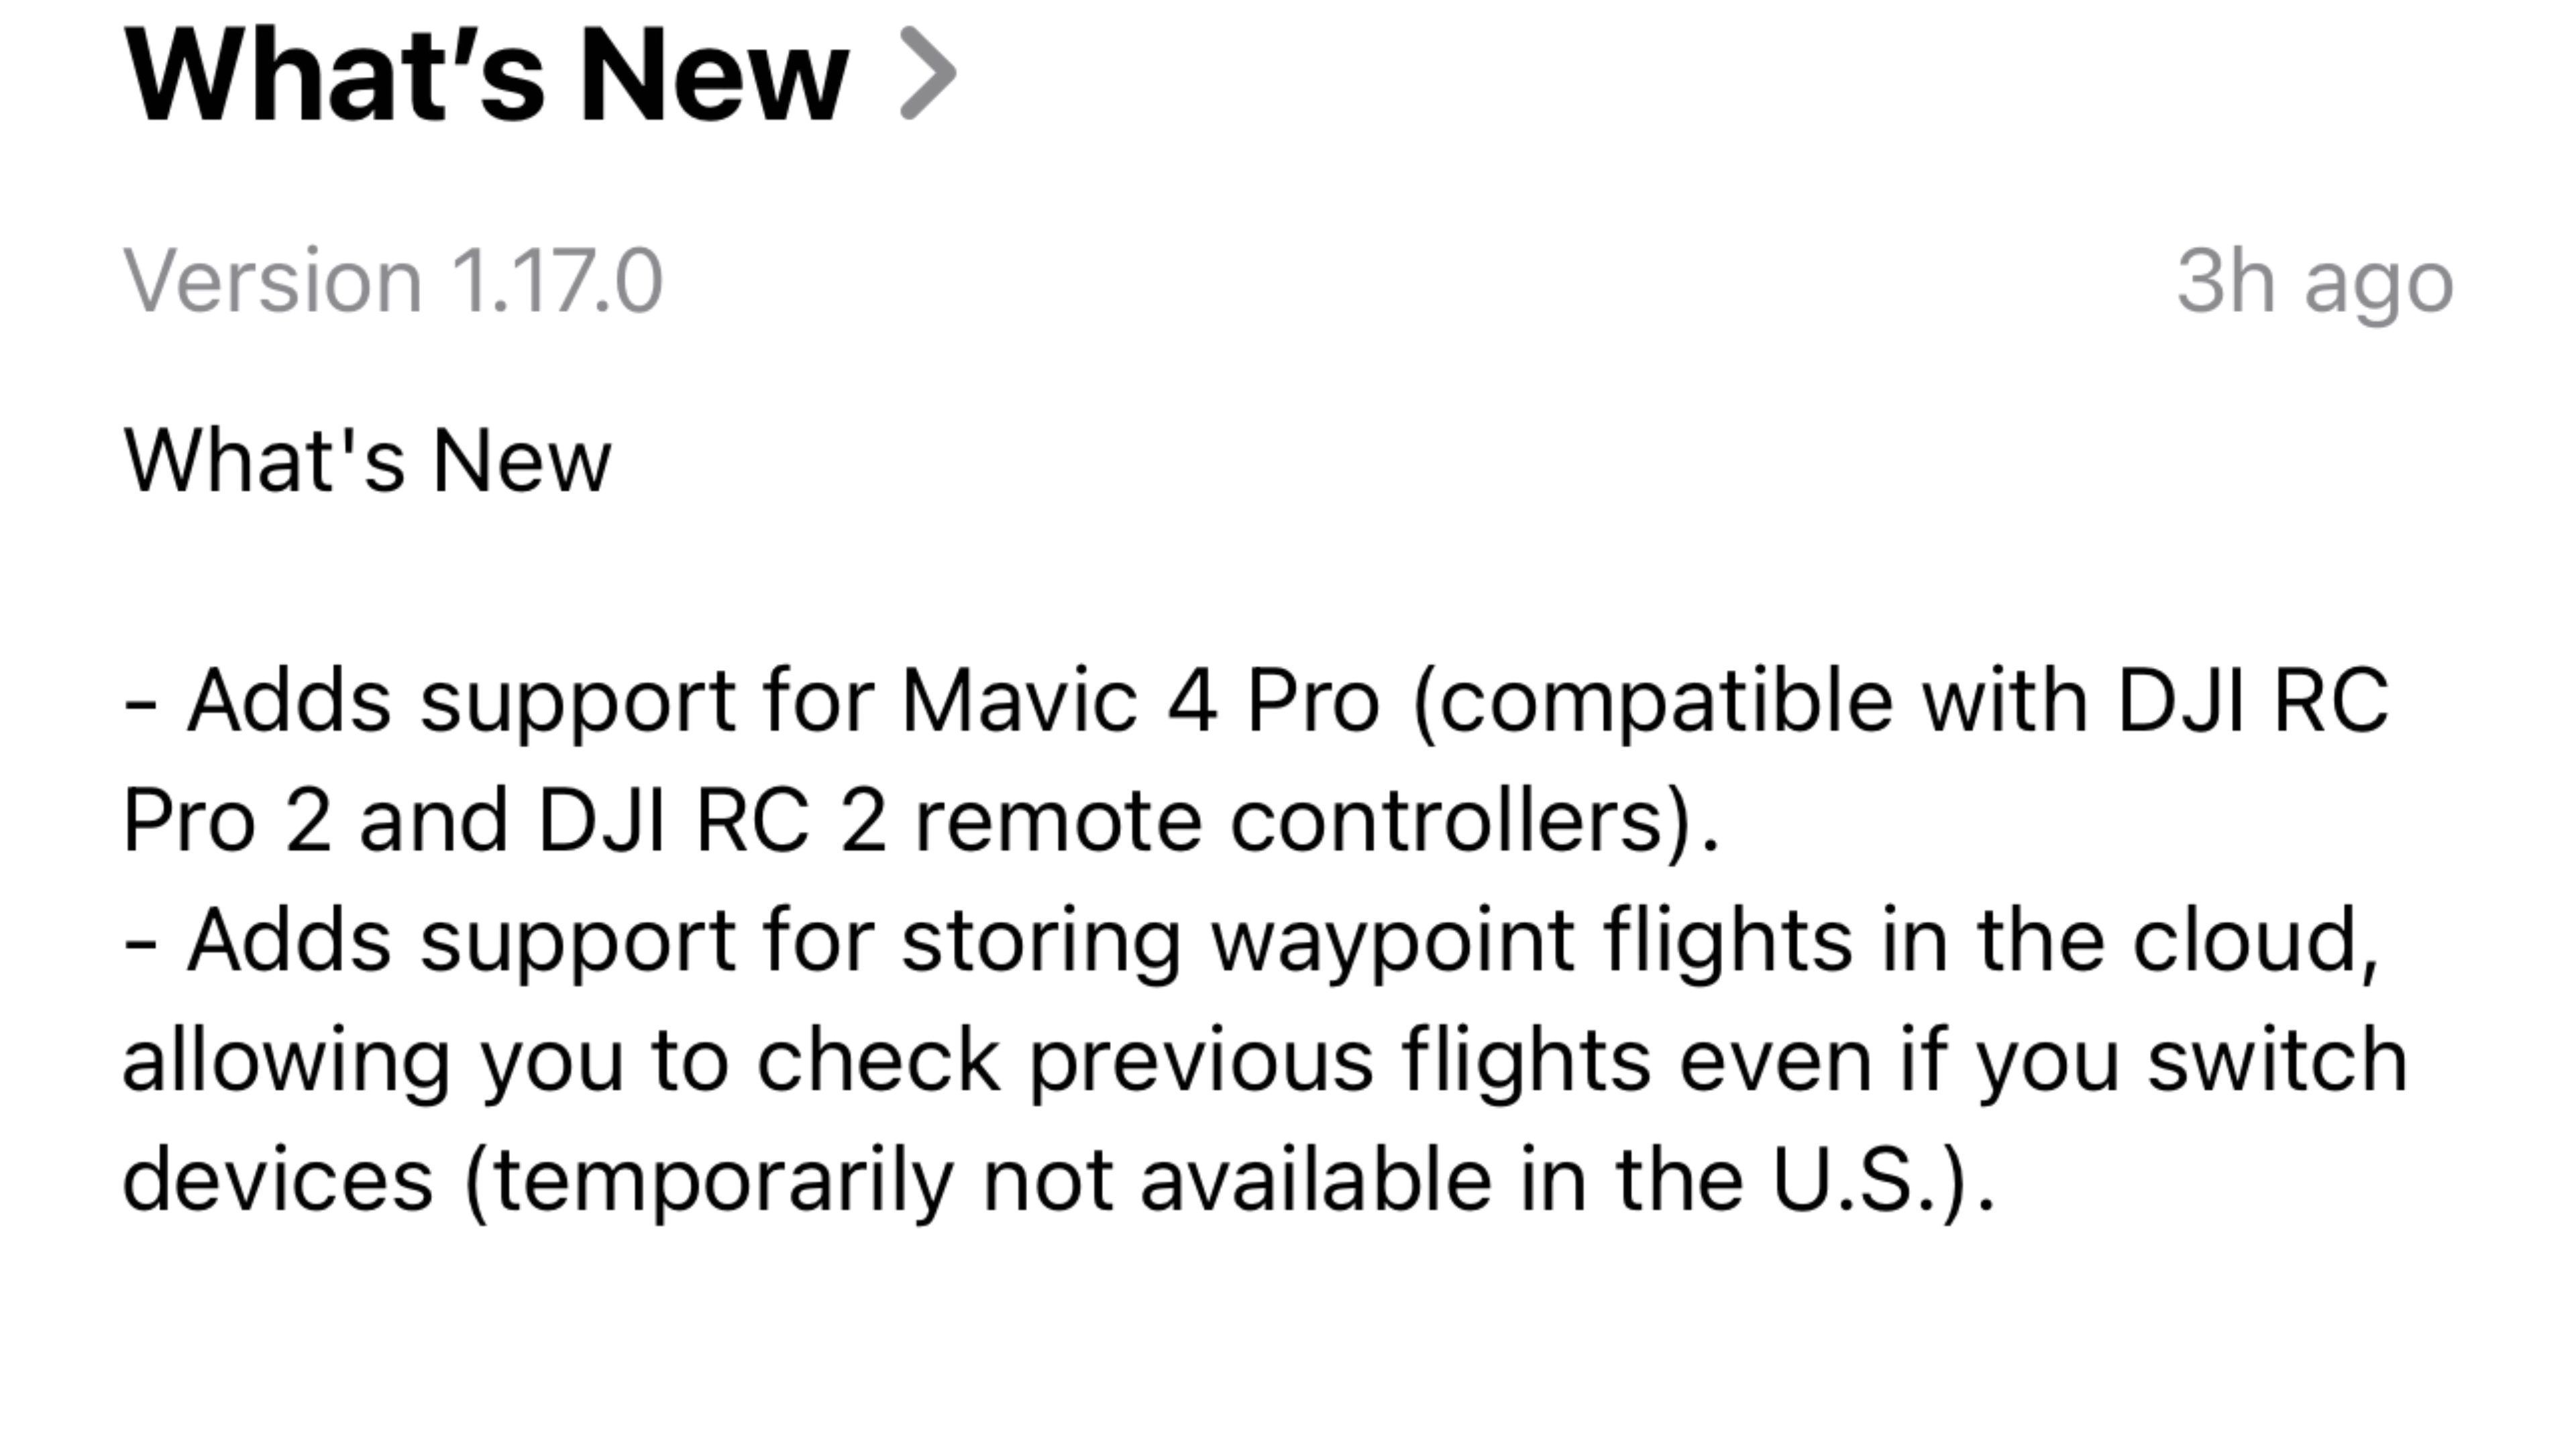 What’s New
Version 1.17.0
3h ago
What's New
- Adds support for Mavic 4 Pro (compatible with DJI RC
Pro 2 and DJI RC 2 remote controllers).
- Adds support for storing waypoint flights in the cloud,
allowing you to check previous flights even if you switch
devices (temporarily not available in the U.S.).